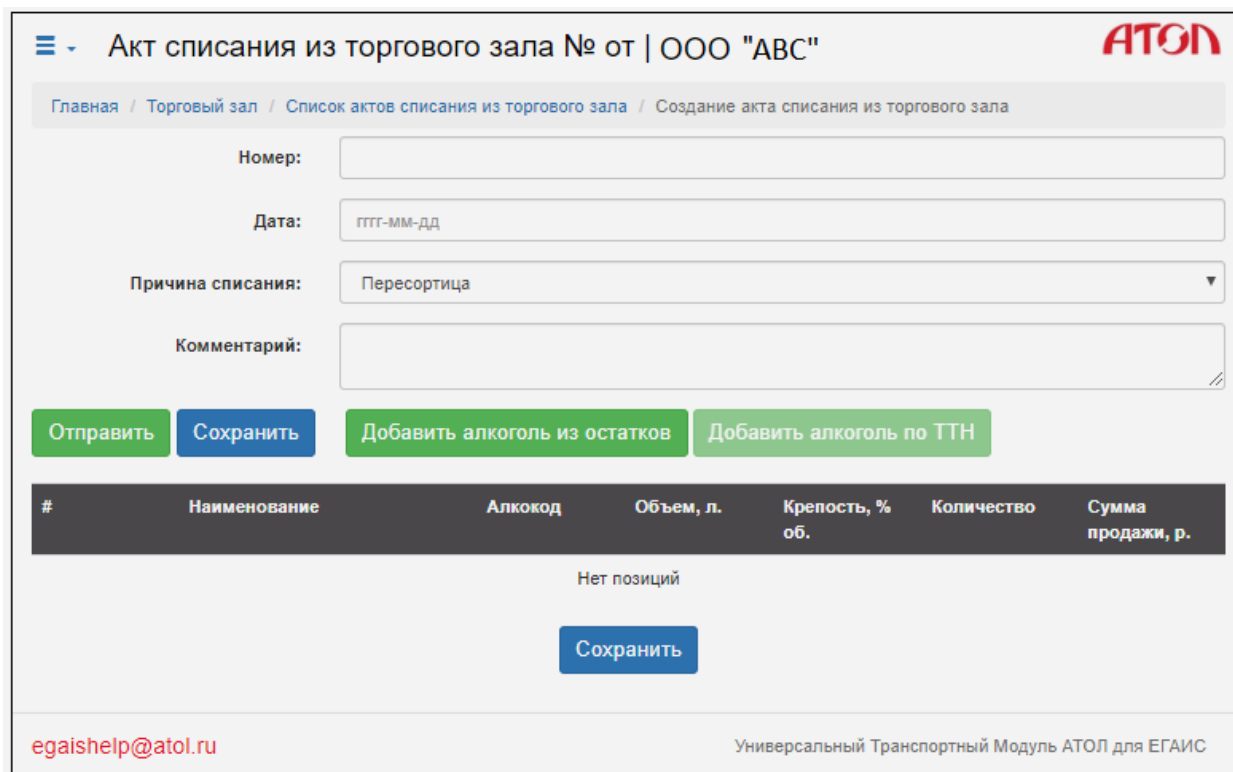 Акт списания из торгового зала № от | ООО "АВС"
АТОЛ
Главная / Торговый зал / Список актов списания из торгового зала / Создание акта списания из торгового зала
Номер:
Дата: гггг-мм-дд
Причина списания: Пересортица
Комментарий:
Отправить Сохранить Добавить алкоголь из остатков Добавить алкоголь по ТТН
# Наименование Алкокод Объем, л. Крепость, % об. Количество Сумма продажи, р.
Нет позиций
Сохранить
egaishelp@atol.ru Универсальный Транспортный Модуль АТОЛ для ЕГАИС